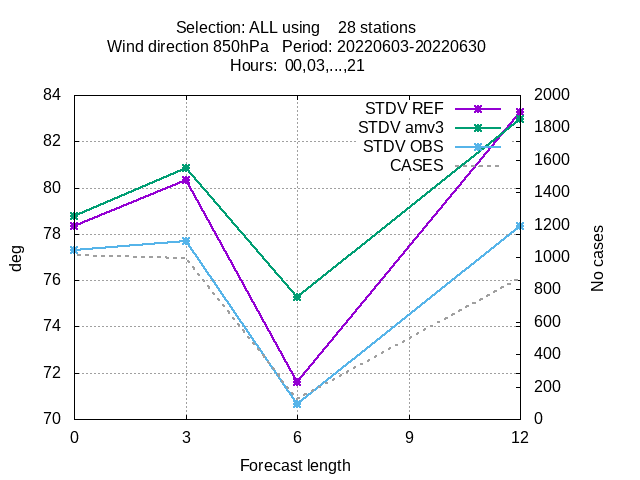 Selection: ALL using    28 stations
Wind direction 850hPa   Period: 20220603-20220630
Hours:  00,03,...,21
84
82
80
78
76
74
72
70
2000
1800
1600
1400
1200
1000
800
600
400
200
0
STDV REF
STDV amv3
STDV OBS
CASES
deg
No cases
0 3 6 9 12
Forecast length